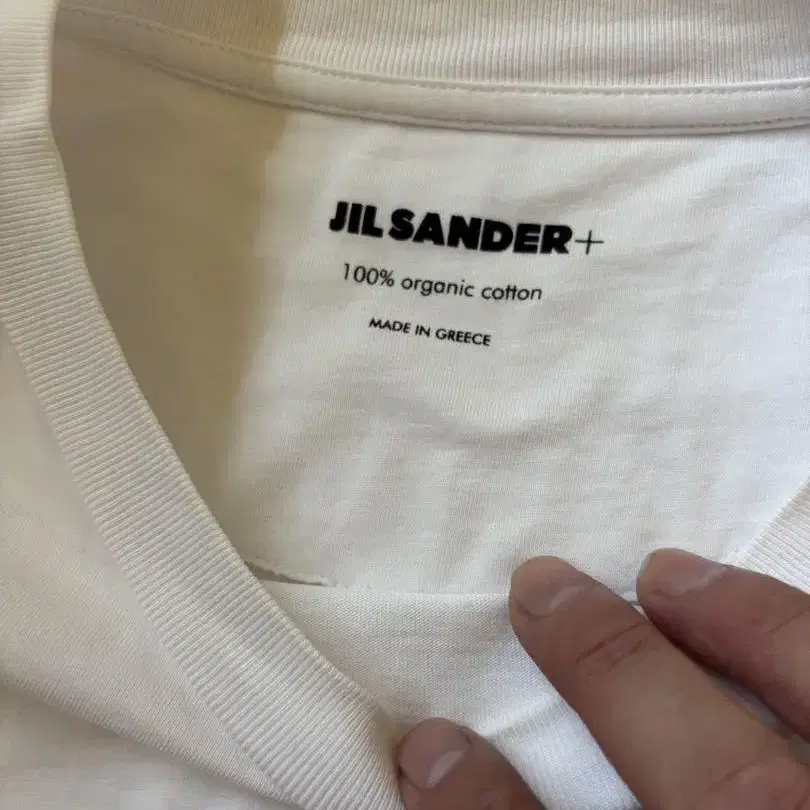 JIL SANDER+
100% organic cotton
MADE IN GREECE